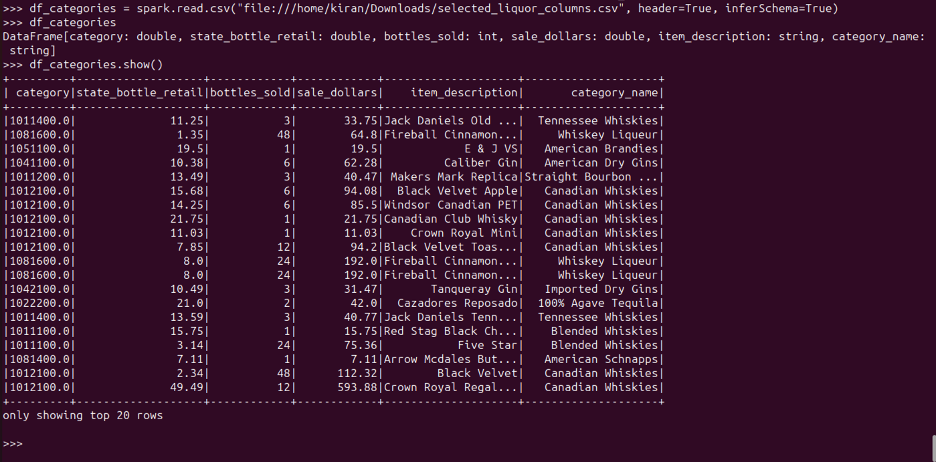 >>> df_categories = spark.read.csv("file:///home/kiran/Downloads/selected_liquor_columns.csv", header=True, inferSchema=True)
>>> df_categories
DataFrame[category: double, state_bottle_retail: double, bottles_sold: int, sale_dollars: double, item_description: string, category_name:
string]
>>> df_categories.show()
+---------+-------------------+------------+------------+--------------------+--------------------+
| category|state_bottle_retail|bottles_sold|sale_dollars|    item_description|       category_name|
+---------+-------------------+------------+------------+--------------------+--------------------+
|1011400.0|              11.25|           3|       33.75|Jack Daniels Old ...|  Tennessee Whiskies|
|1081600.0|               1.35|          48|        64.8|Fireball Cinnamon...|     Whiskey Liqueur|
|1051100.0|               19.5|           1|        19.5|            E & J VS|   American Brandies|
|1041100.0|              10.38|           6|       62.28|         Caliber Gin|   American Dry Gins|
|1011200.0|              13.49|           3|       40.47| Makers Mark Replica|Straight Bourbon ...|
|1012100.0|              15.68|           6|       94.08|  Black Velvet Apple|   Canadian Whiskies|
|1012100.0|              14.25|           6|        85.5|Windsor Canadian PET|   Canadian Whiskies|
|1012100.0|              21.75|           1|       21.75|Canadian Club Whisky|   Canadian Whiskies|
|1012100.0|              11.03|           1|       11.03|    Crown Royal Mini|   Canadian Whiskies|
|1012100.0|               7.85|          12|        94.2|Black Velvet Toas...|   Canadian Whiskies|
|1081600.0|                8.0|          24|       192.0|Fireball Cinnamon...|     Whiskey Liqueur|
|1081600.0|                8.0|          24|       192.0|Fireball Cinnamon...|     Whiskey Liqueur|
|1042100.0|              10.49|           3|       31.47|       Tanqueray Gin|   Imported Dry Gins|
|1022200.0|               21.0|           2|        42.0|  Cazadores Reposado|  100% Agave Tequila|
|1011400.0|              13.59|           3|       40.77|Jack Daniels Tenn...|  Tennessee Whiskies|
|1011100.0|              15.75|           1|       15.75|Red Stag Black Ch...|    Blended Whiskies|
|1011100.0|               3.14|          24|       75.36|           Five Star|    Blended Whiskies|
|1081400.0|               7.11|           1|        7.11|Arrow Mcdales But...|   American Schnapps|
|1012100.0|               2.34|          48|      112.32|        Black Velvet|   Canadian Whiskies|
|1012100.0|              49.49|          12|      593.88|Crown Royal Regal...|   Canadian Whiskies|
+---------+-------------------+------------+------------+--------------------+--------------------+
only showing top 20 rows
>>>